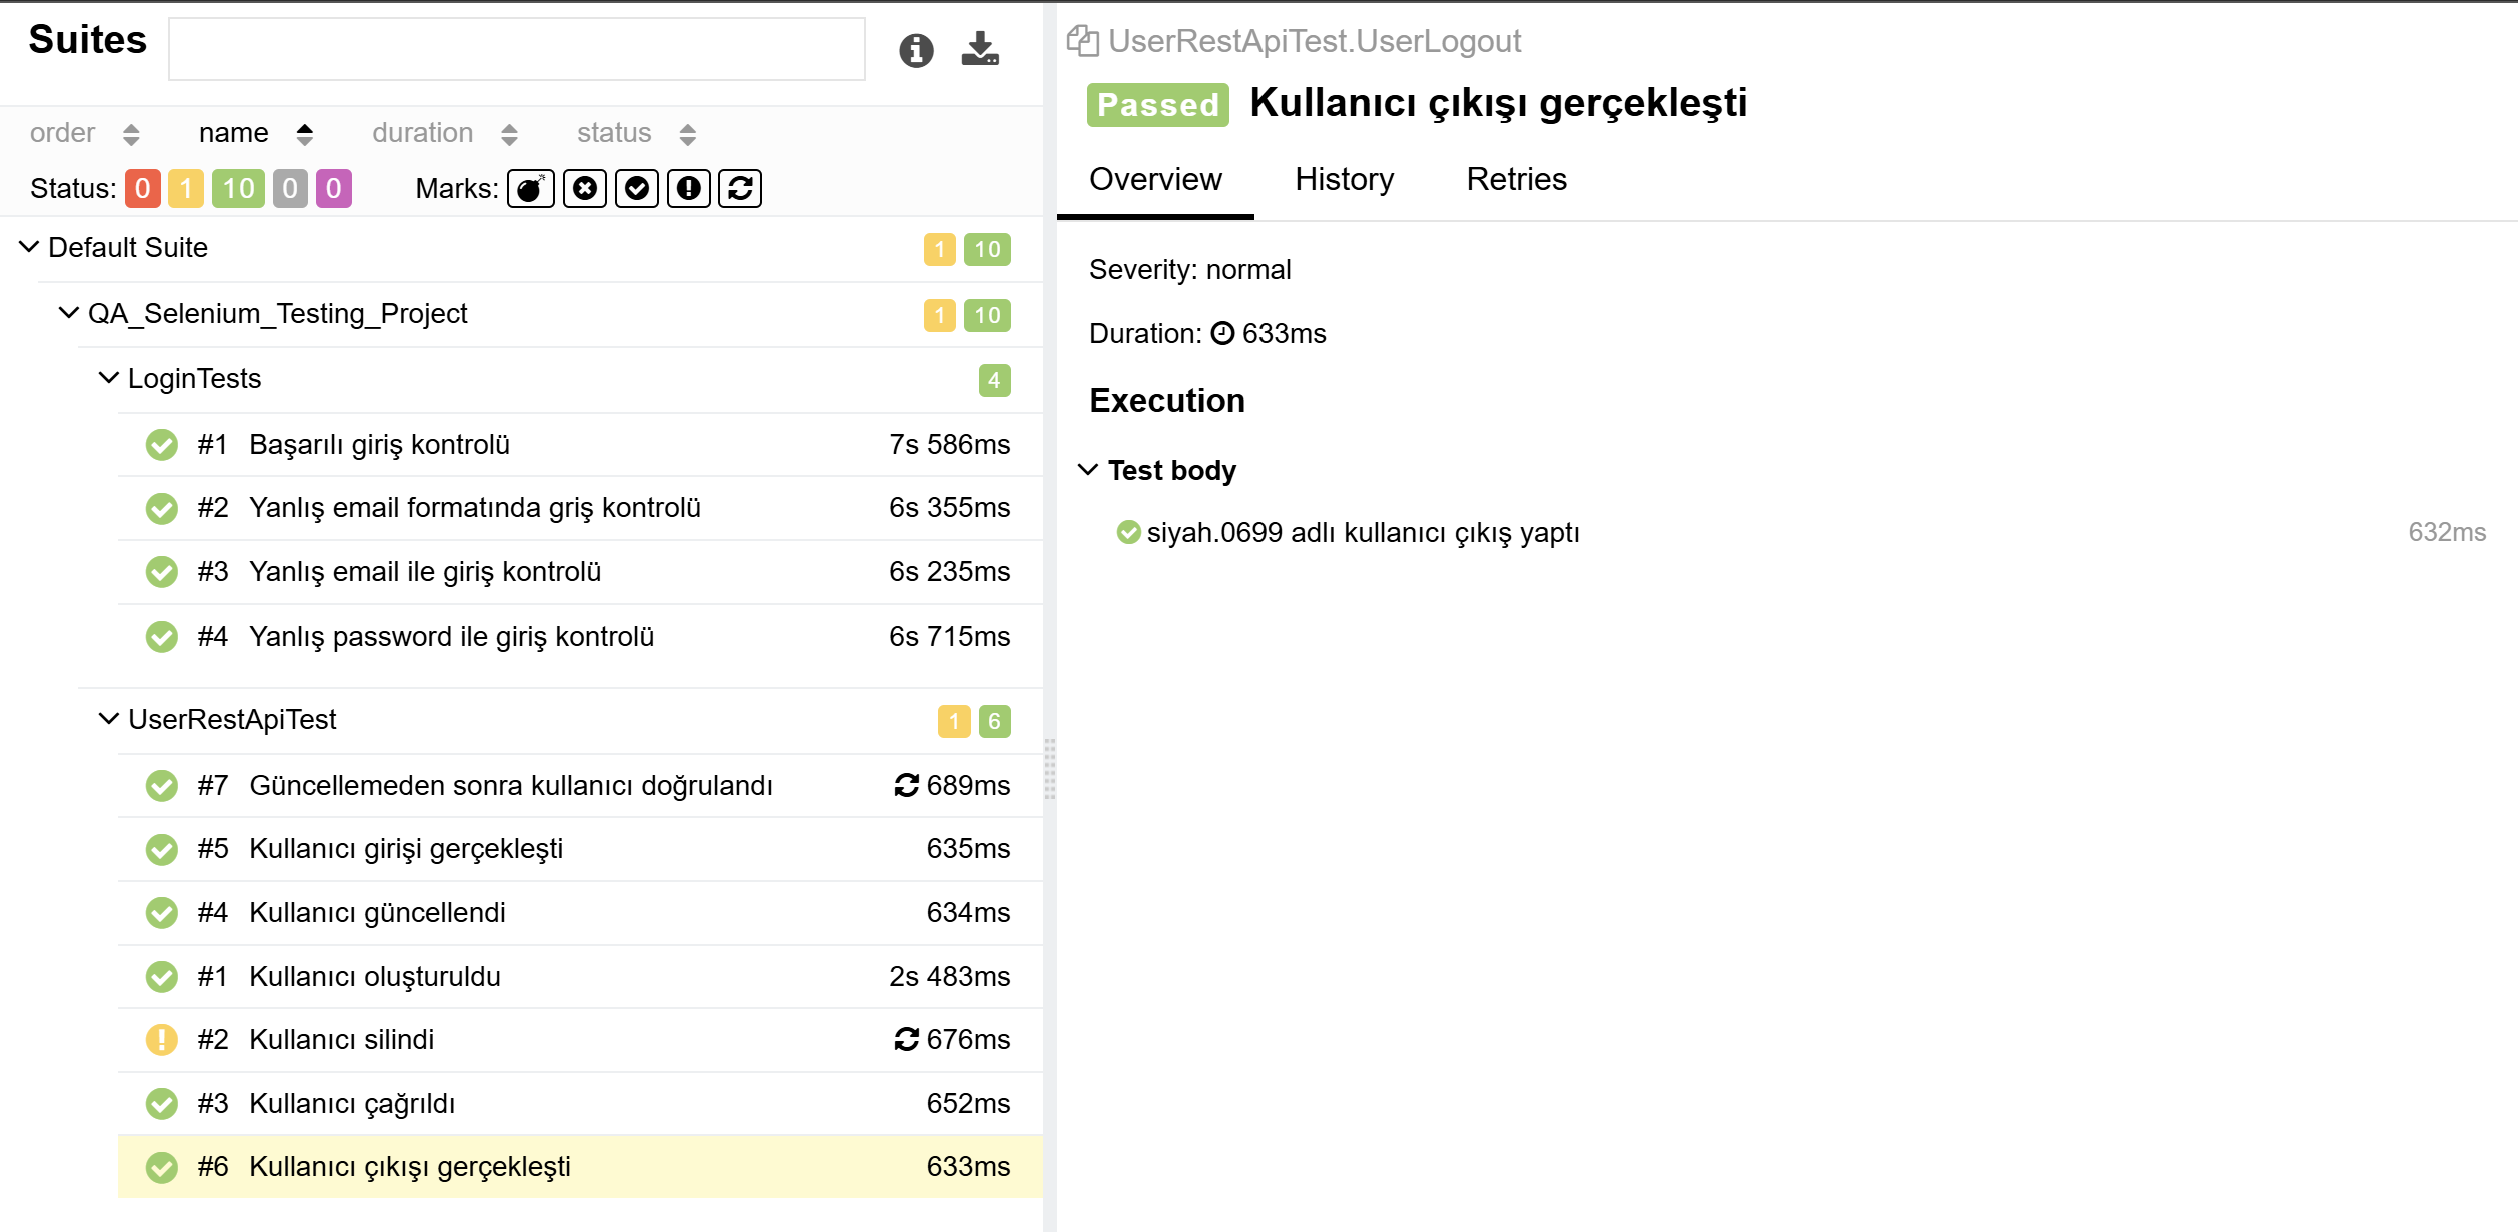 Suites
order name duration status
Status: 0 1 10 0 0 Marks:
Default Suite 1 10
QA_Selenium_Testing_Project 1 10
LoginTests 4
#1 Başarılı giriş kontrolü 7s 586ms
#2 Yanlış email formatında griş kontrolü 6s 355ms
#3 Yanlış email ile giriş kontrolü 6s 235ms
#4 Yanlış password ile giriş kontrolü 6s 715ms
UserRestApiTest 1 6
#7 Güncellemeden sonra kullanıcı doğrulandı 689ms
#5 Kullanıcı girişi gerçekleşti 635ms
#4 Kullanıcı güncellendi 634ms
#1 Kullanıcı oluşturuldu 2s 483ms
#2 Kullanıcı silindi 676ms
#3 Kullanıcı çağrıldı 652ms
#6 Kullanıcı çıkışı gerçekleşti 633ms
UserRestApiTest.UserLogout
Passed Kullanıcı çıkışı gerçekleşti
Overview History Retries
Severity: normal
Duration: 633ms
Execution
Test body
siyah.0699 adlı kullanıcı çıkış yaptı 632ms